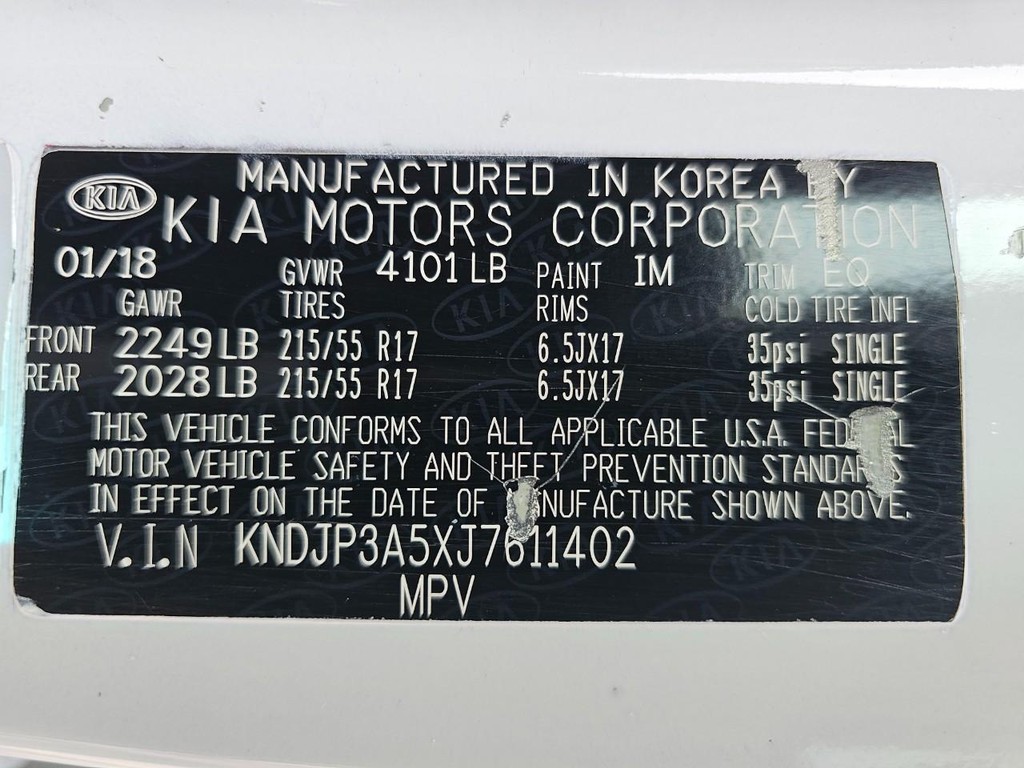 KIA MANUFACTURED IN KOREA BY
KIA MOTORS CORPORATION
01/18 GVWR 4101 LB PAINT 1M TRIM EQ
GAWR TIRES RIMS COLD TIRE INFL
FRONT 2249 LB 215/55 R17 6.5JX17 35psi SINGLE
REAR 2028 LB 215/55 R17 6.5JX17 35psi SINGLE
THIS VEHICLE CONFORMS TO ALL APPLICABLE U.S.A. FEDERAL
MOTOR VEHICLE SAFETY AND THEFT PREVENTION STANDARDS
IN EFFECT ON THE DATE OF MANUFACTURE SHOWN ABOVE.
V.I.N KNDJP3A5XJ7611402
MPV